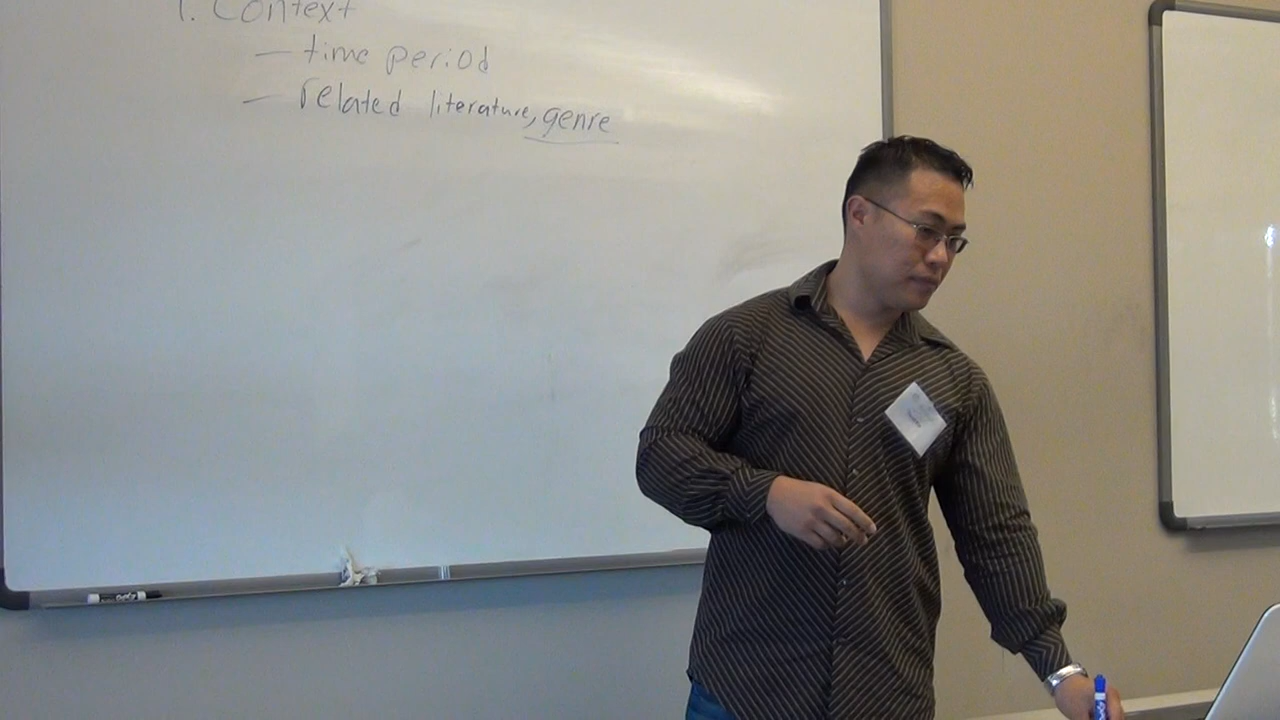 1. Context
— time period
— related literature, genre